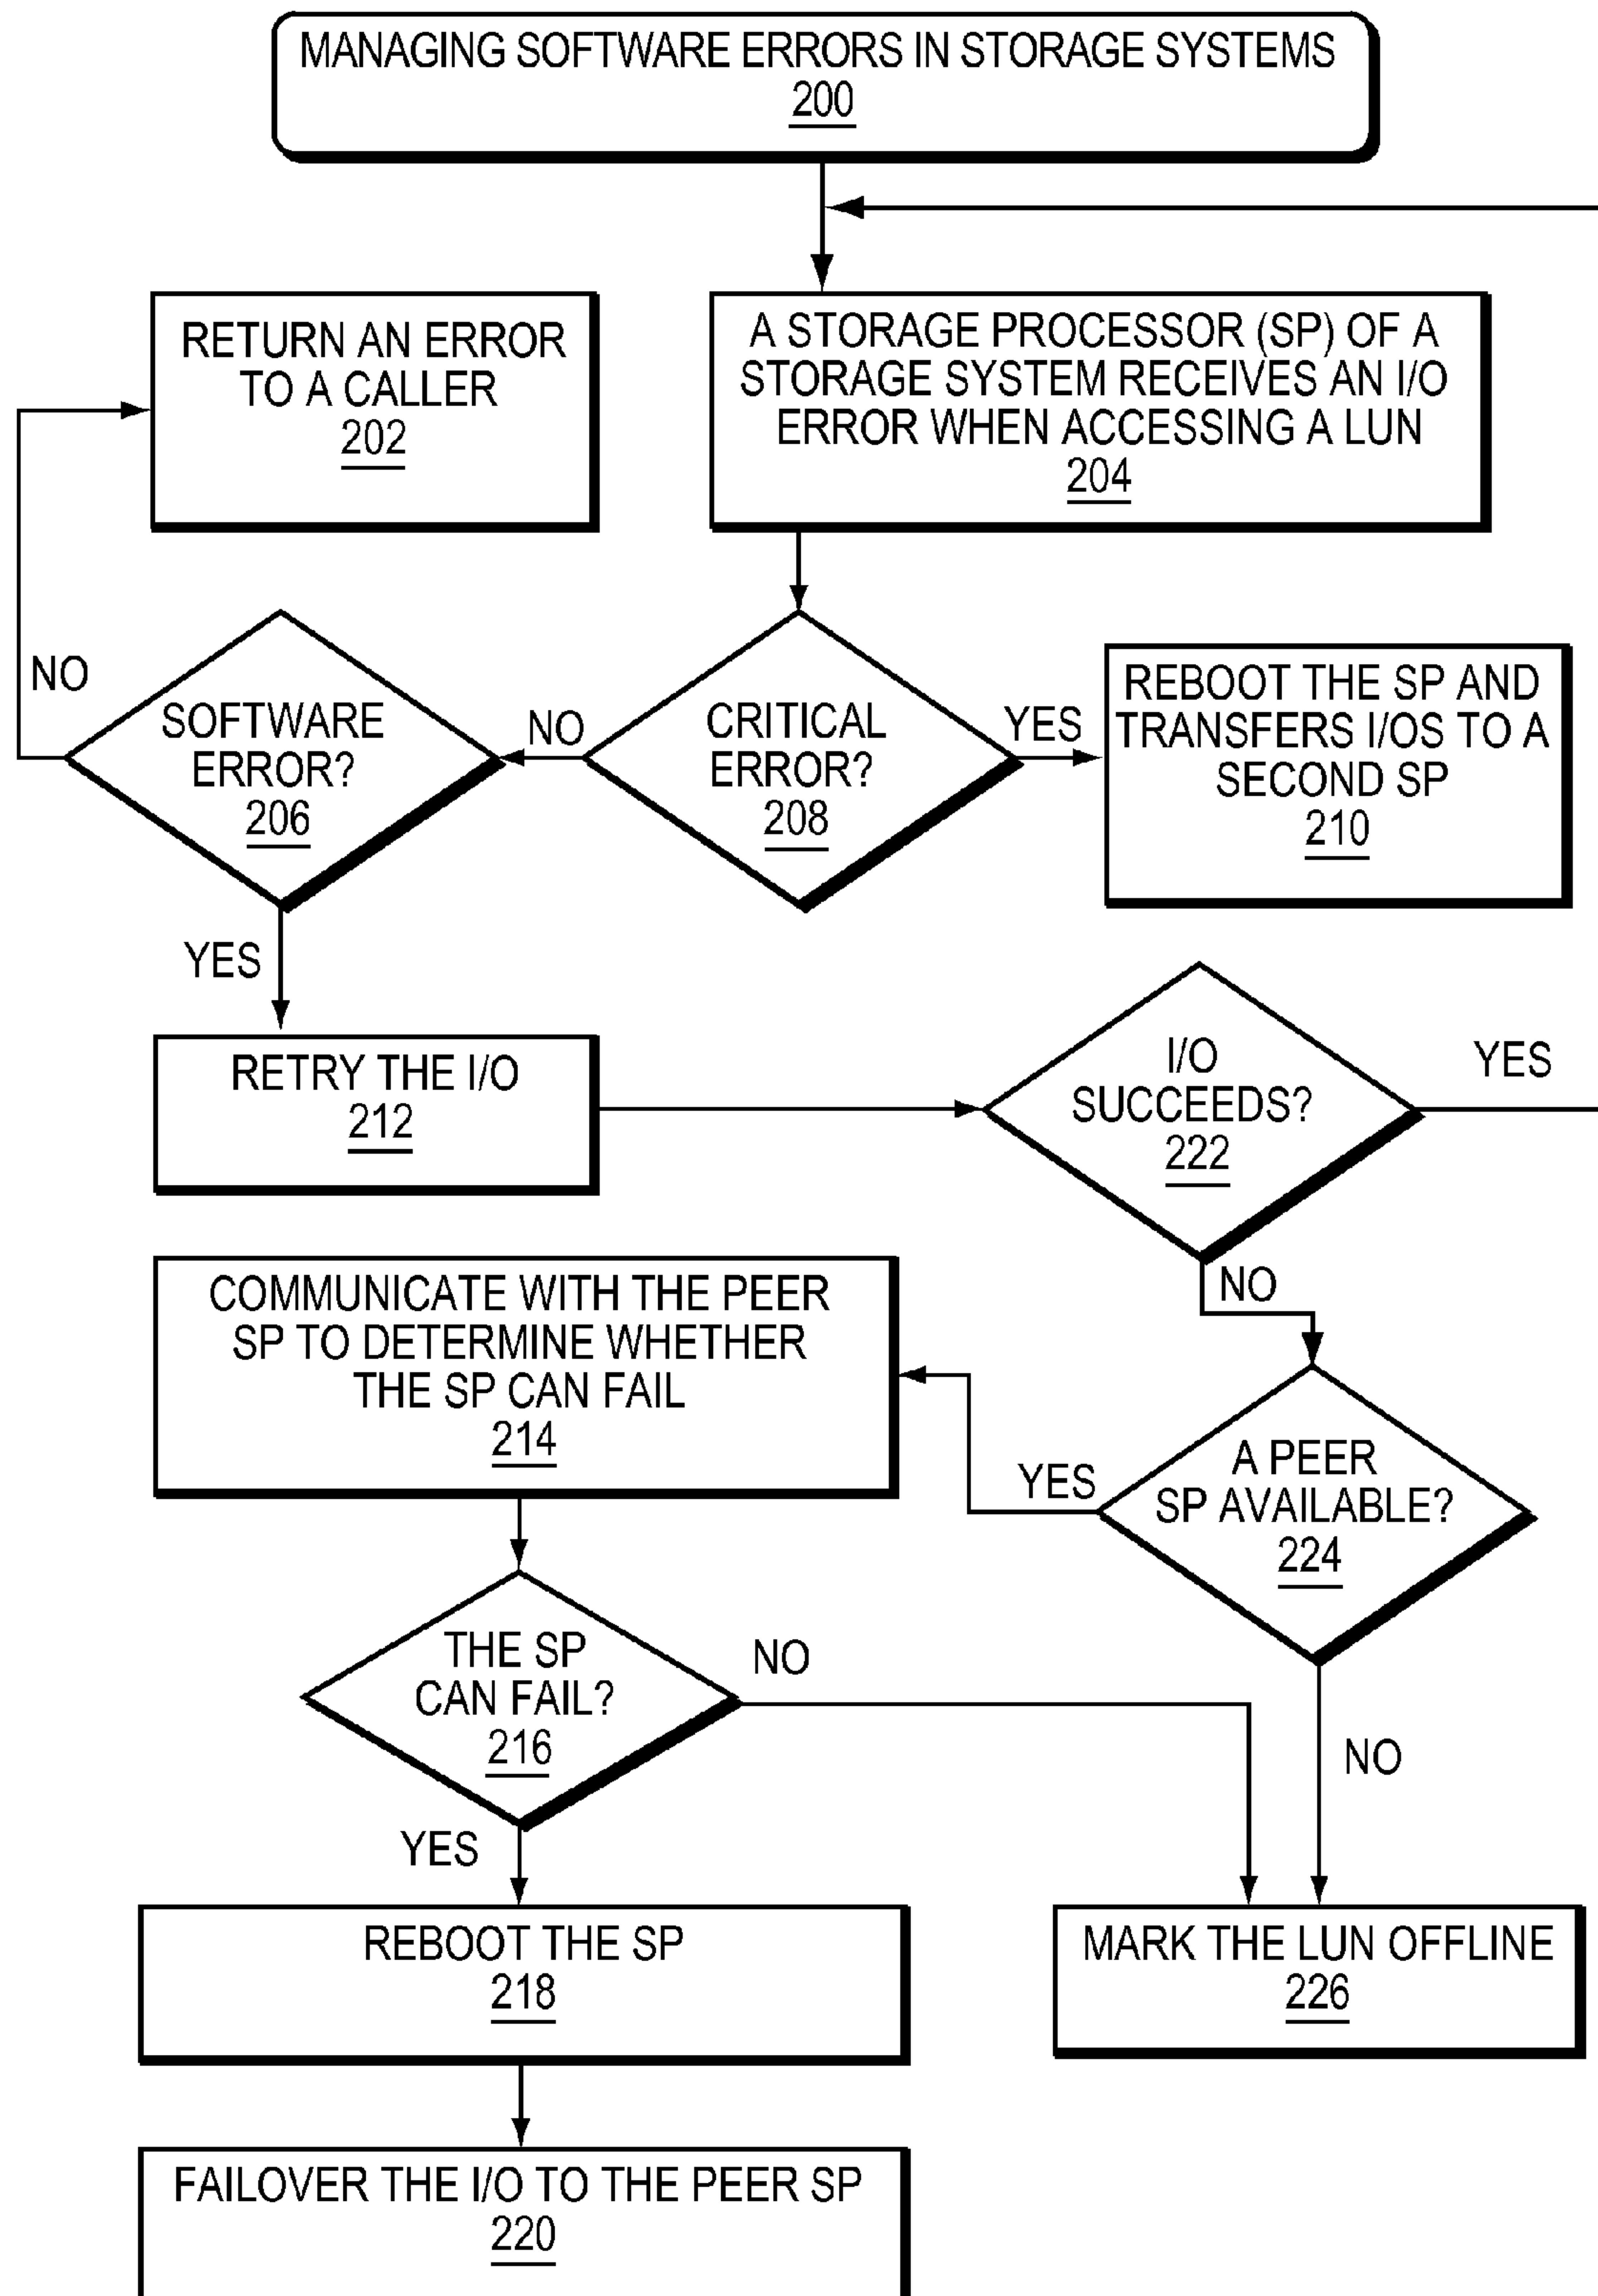 MANAGING SOFTWARE ERRORS IN STORAGE SYSTEMS
200
RETURN AN ERROR
TO A CALLER
202
A STORAGE PROCESSOR (SP) OF A
STORAGE SYSTEM RECEIVES AN I/O
ERROR WHEN ACCESSING A LUN
204
NO
SOFTWARE
ERROR?
206
NO
CRITICAL
ERROR?
208
YES
REBOOT THE SP AND
TRANSFERS I/OS TO A
SECOND SP
210
YES
RETRY THE I/O
212
I/O
SUCCEEDS?
222
YES
NO
COMMUNICATE WITH THE PEER
SP TO DETERMINE WHETHER
THE SP CAN FAIL
214
YES
A PEER
SP AVAILABLE?
224
THE SP
CAN FAIL?
216
NO
NO
YES
REBOOT THE SP
218
MARK THE LUN OFFLINE
226
FAILOVER THE I/O TO THE PEER SP
220